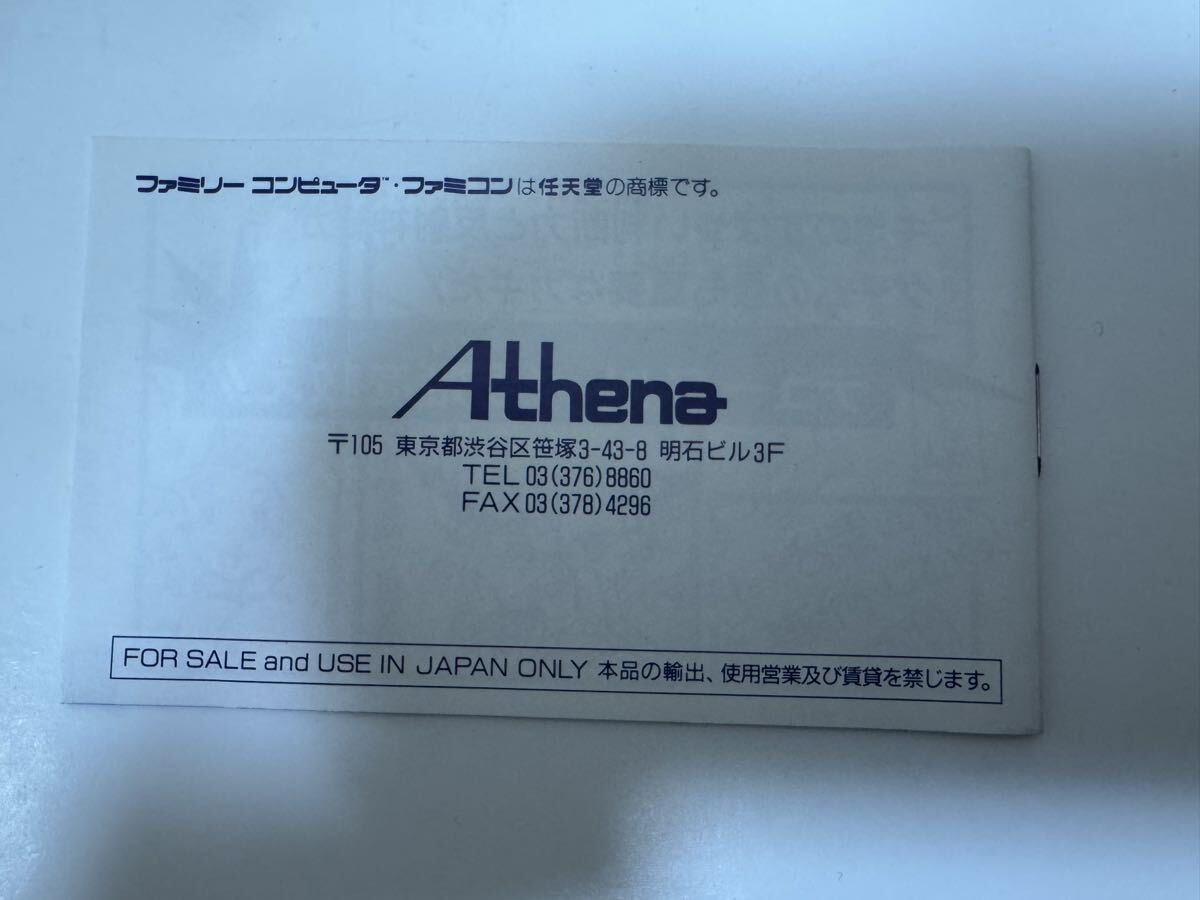 ファミリー コンピュータ™・ファミコンは任天堂の商標です。
Athena
〒105 東京都渋谷区笹塚3-43-8 明石ビル3F
TEL 03(376)8860
FAX 03(378)4296
FOR SALE and USE IN JAPAN ONLY 本品の輸出、使用営業及び賃貸を禁じます。